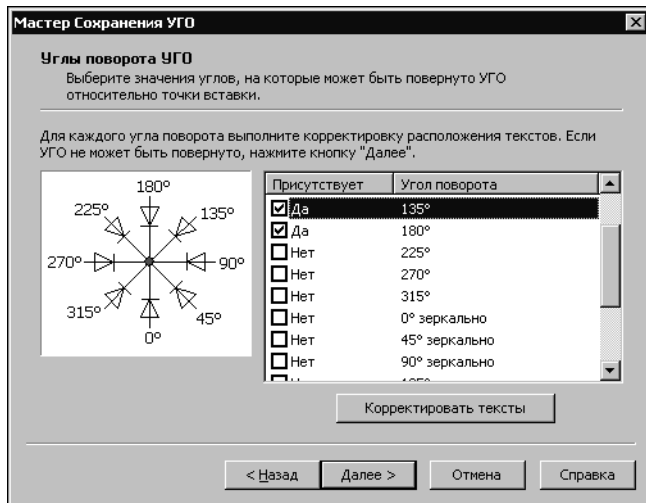 Мастер Сохранения УГО
Углы поворота УГО
Выберите значения углов, на которые может быть повернуто УГО
относительно точки вставки.
Для каждого угла поворота выполните корректировку расположения текстов. Если
УГО не может быть повернуто, нажмите кнопку "Далее".
180°
225° 135°
270° 90°
315° 45°
0°
Присутствует Угол поворота
Да 135°
Да 180°
Нет 225°
Нет 270°
Нет 315°
Нет 0° зеркально
Нет 45° зеркально
Нет 90° зеркально
Корректировать тексты
< Назад Далее > Отмена Справка